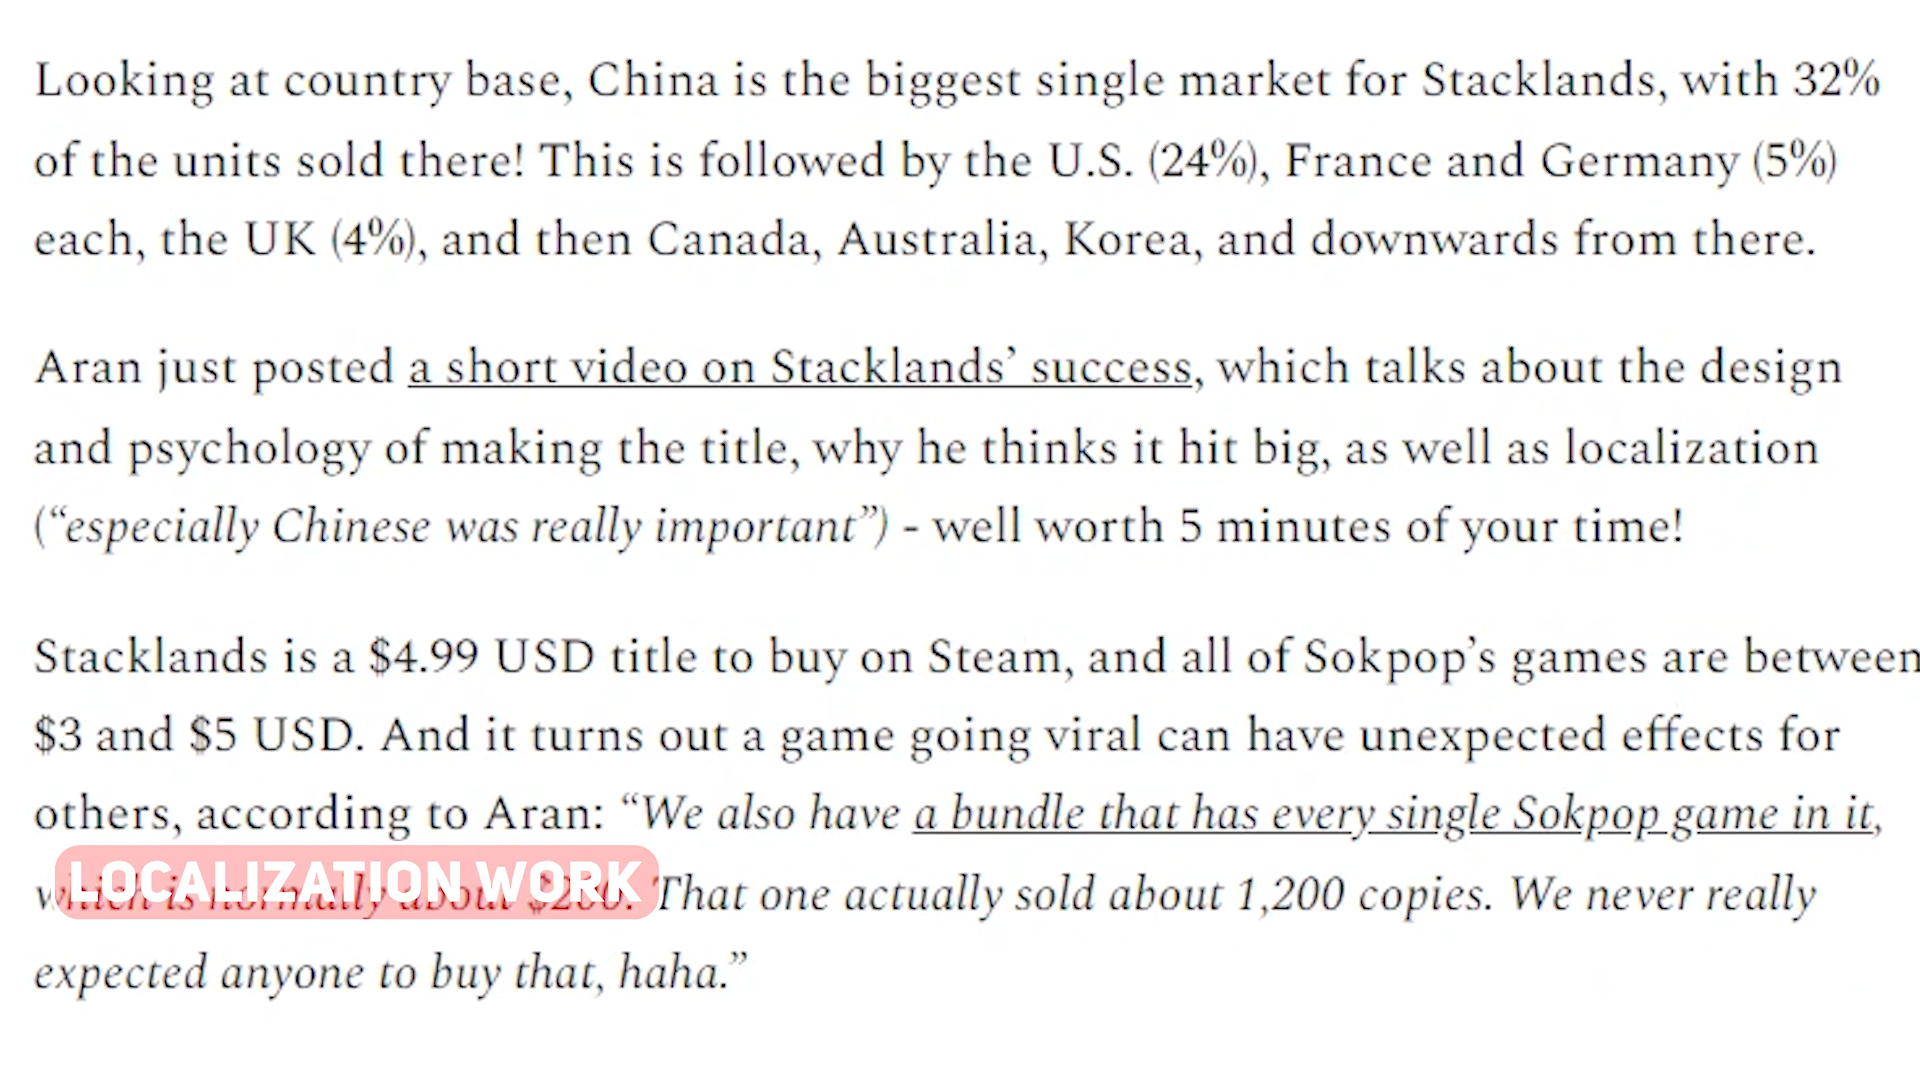 Looking at country base, China is the biggest single market for Stacklands, with 32%
of the units sold there! This is followed by the U.S. (24%), France and Germany (5%)
each, the UK (4%), and then Canada, Australia, Korea, and downwards from there.
Aran just posted a short video on Stacklands’ success, which talks about the design
and psychology of making the title, why he thinks it hit big, as well as localization
(“especially Chinese was really important”) - well worth 5 minutes of your time!
Stacklands is a $4.99 USD title to buy on Steam, and all of Sokpop’s games are between
$3 and $5 USD. And it turns out a game going viral can have unexpected effects for
others, according to Aran: “We also have a bundle that has every single Sokpop game in it,
LOCALIZATION WORK
which is normally about $200. That one actually sold about 1,200 copies. We never really
expected anyone to buy that, haha.”